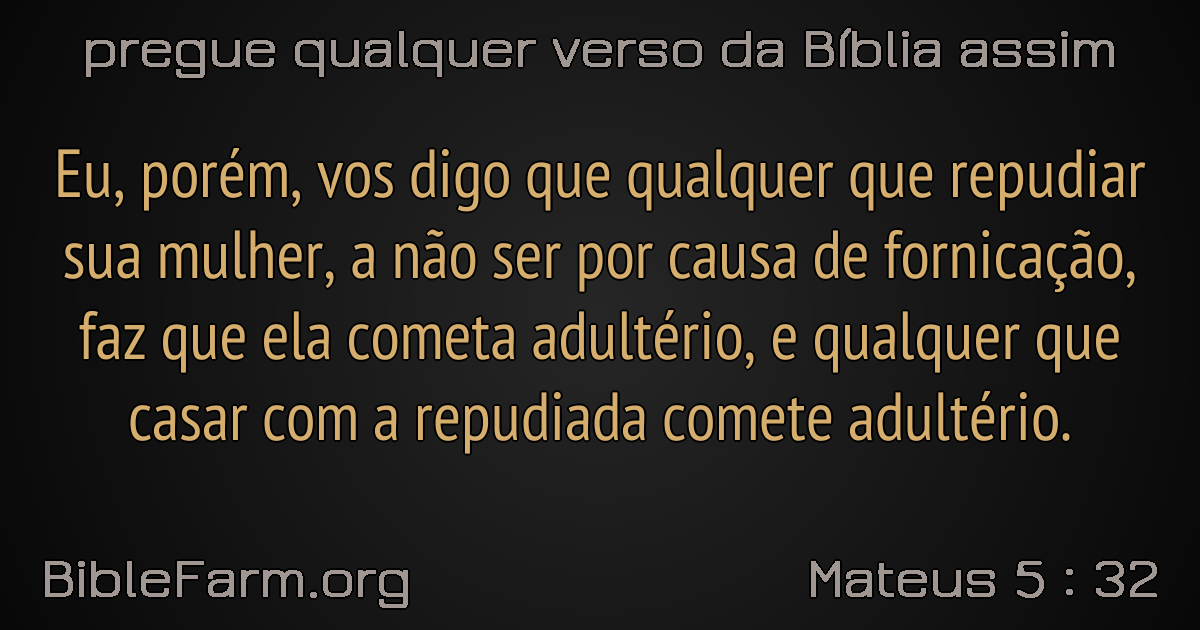 pregue qualquer verso da Bíblia assim
Eu, porém, vos digo que qualquer que repudiar
sua mulher, a não ser por causa de fornicação,
faz que ela cometa adultério, e qualquer que
casar com a repudiada comete adultério.
BibleFarm.org
Mateus 5 : 32